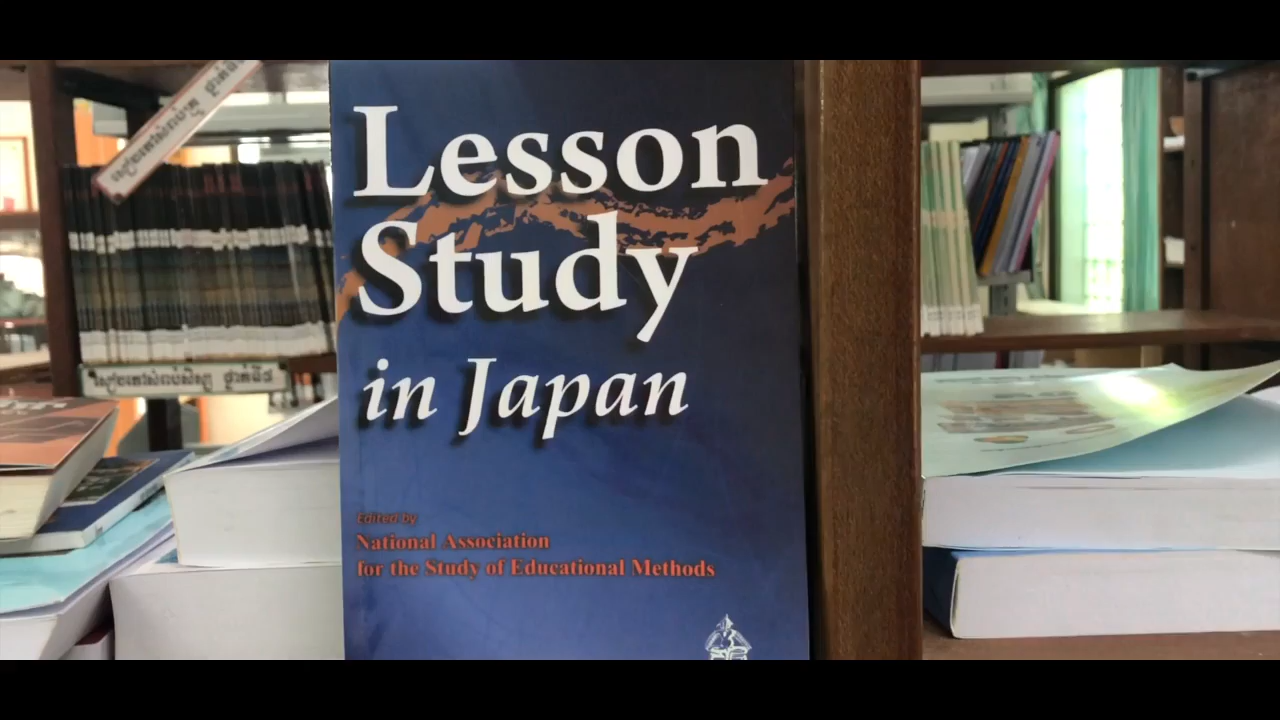 Lesson
Study
in Japan
Edited by
National Association
for the Study of Educational Methods